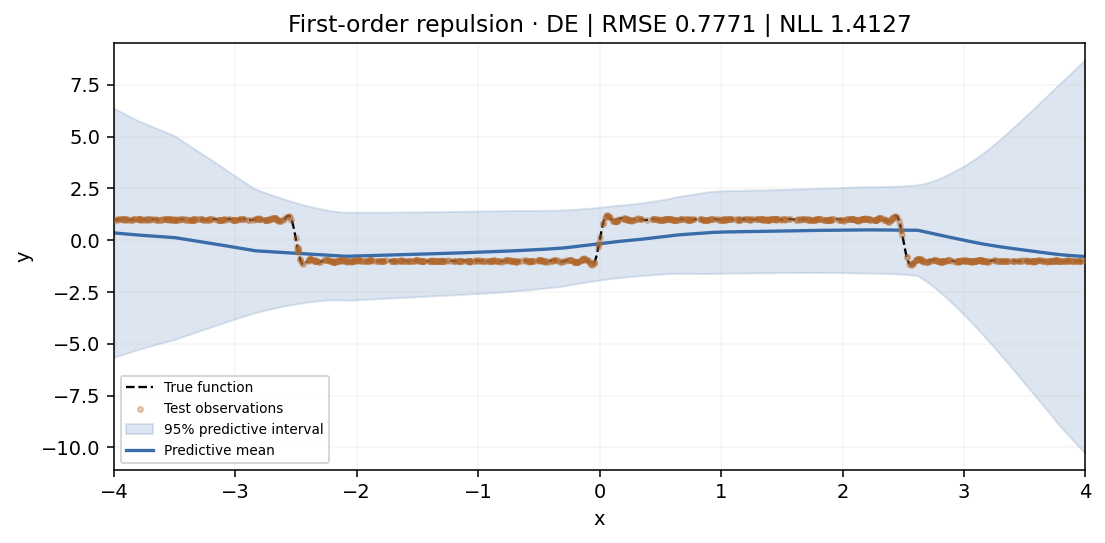 First-order repulsion · DE | RMSE 0.7771 | NLL 1.4127
7.5
5.0
2.5
0.0
−2.5
−5.0
−7.5
−10.0
y
True function
Test observations
95% predictive interval
Predictive mean
−4
−3
−2
−1
0
1
2
3
4
x